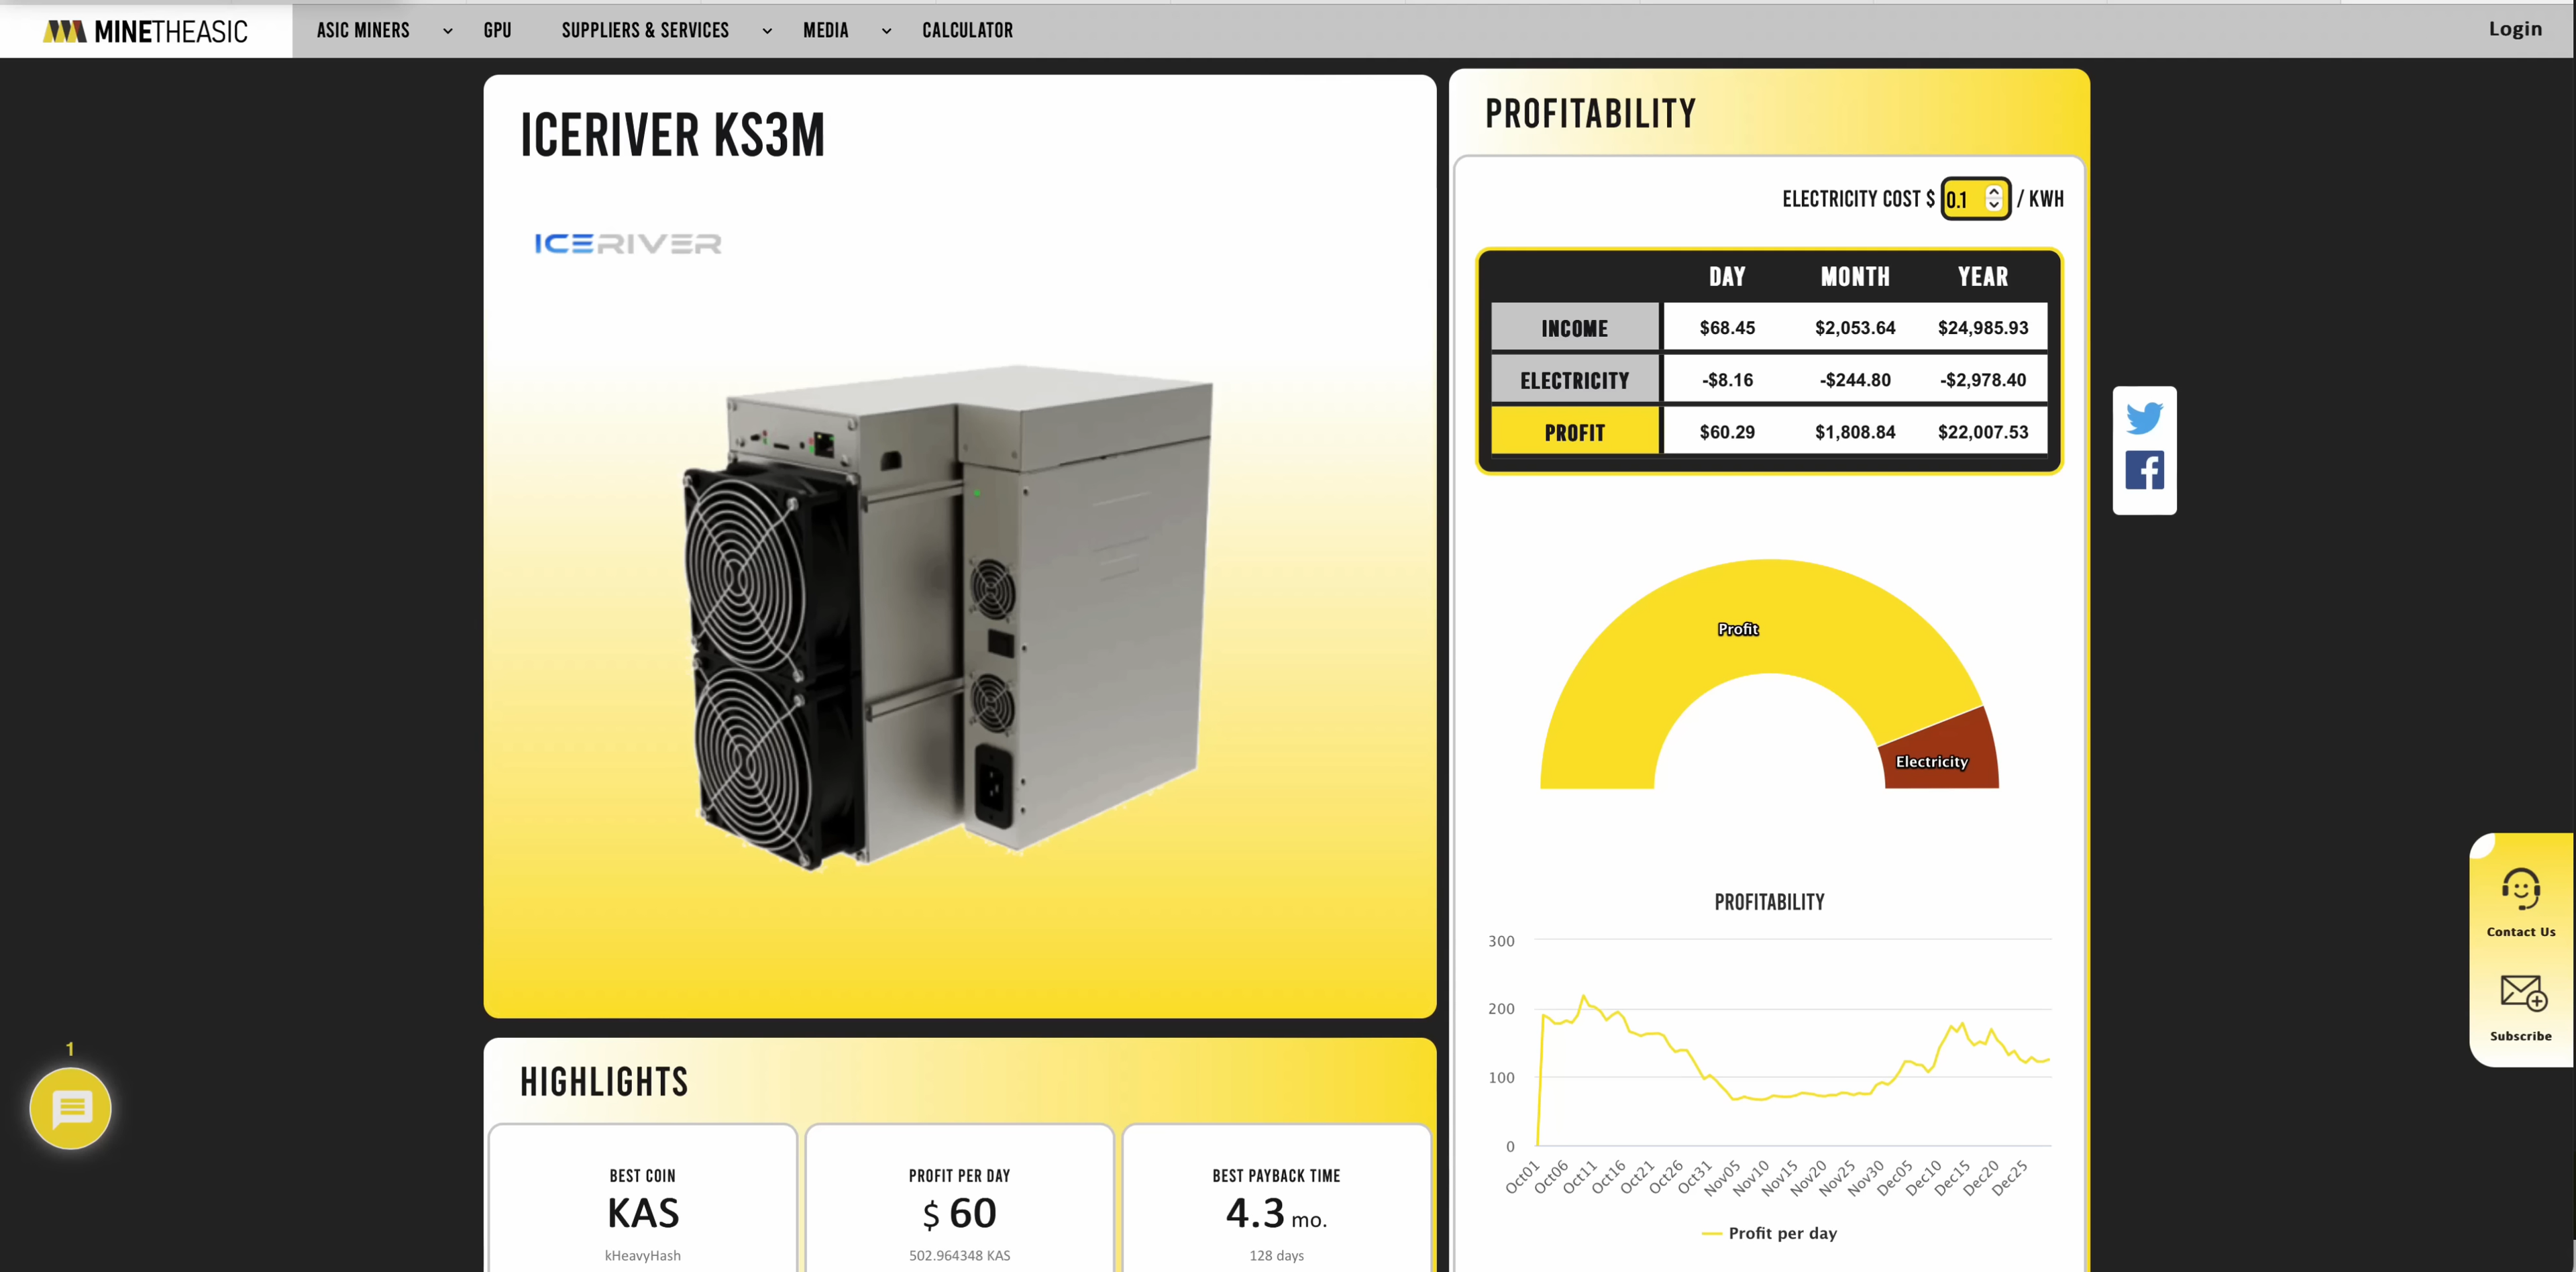 MINETHEASIC
ASIC MINERS
GPU
SUPPLIERS & SERVICES
MEDIA
CALCULATOR
Login
ICERIVER KS3M
ICERIVER
PROFITABILITY
ELECTRICITY COST $ 0.1 / KWH
DAY MONTH YEAR
INCOME $68.45 $2,053.64 $24,985.93
ELECTRICITY -$8.16 -$244.80 -$2,978.40
PROFIT $60.29 $1,808.84 $22,007.53
Profit
Electricity
PROFITABILITY
300
200
100
0
Oct01 Oct06 Oct11 Oct16 Oct21 Oct26 Oct31 Nov05 Nov10 Nov15 Nov20 Nov25 Nov30 Dec05 Dec10 Dec15 Dec20 Dec25
Profit per day
HIGHLIGHTS
BEST COIN
KAS
kHeavyHash
PROFIT PER DAY
$ 60
502.964348 KAS
BEST PAYBACK TIME
4.3 mo.
128 days
1
Contact Us
Subscribe